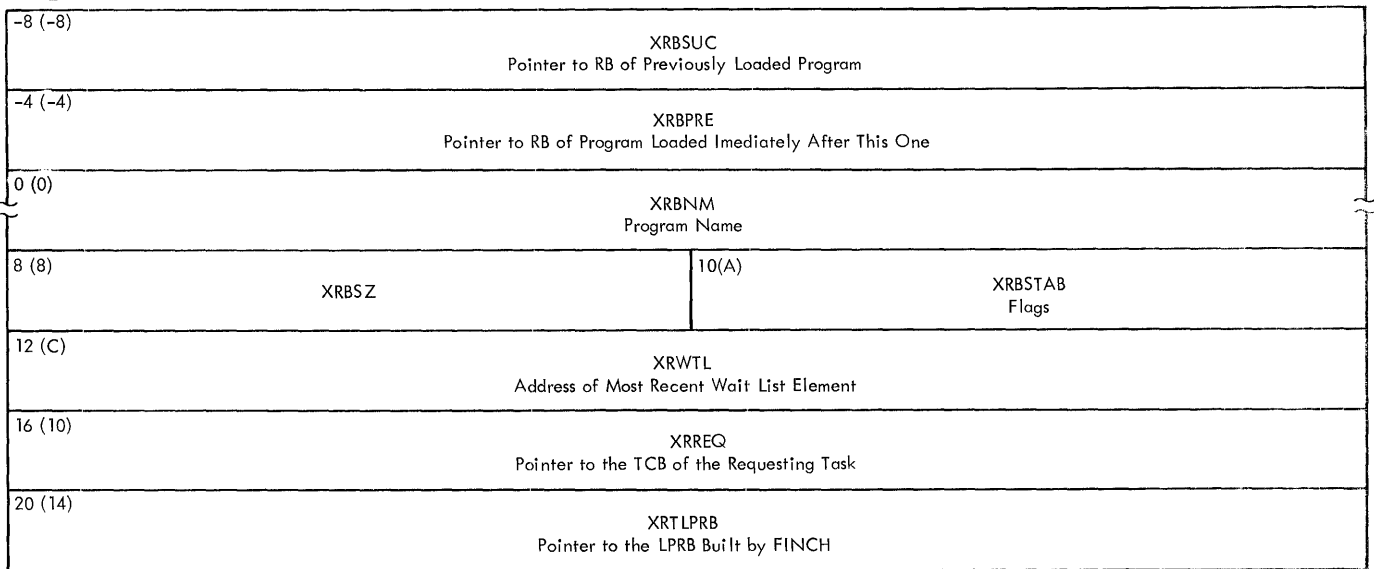 -8 (-8)
XRBSUC
Pointer to RB of Previously Loaded Program
-4 (-4)
XRBPRE
Pointer to RB of Program Loaded Imediately After This One
0 (0)
XRBNM
Program Name
8 (8)
XRBSZ
10(A)
XRBSTAB
Flags
12 (C)
XRWTL
Address of Most Recent Wait List Element
16 (10)
XRREQ
Pointer to the TCB of the Requesting Task
20 (14)
XRTLPRB
Pointer to the LPRB Built by FINCH